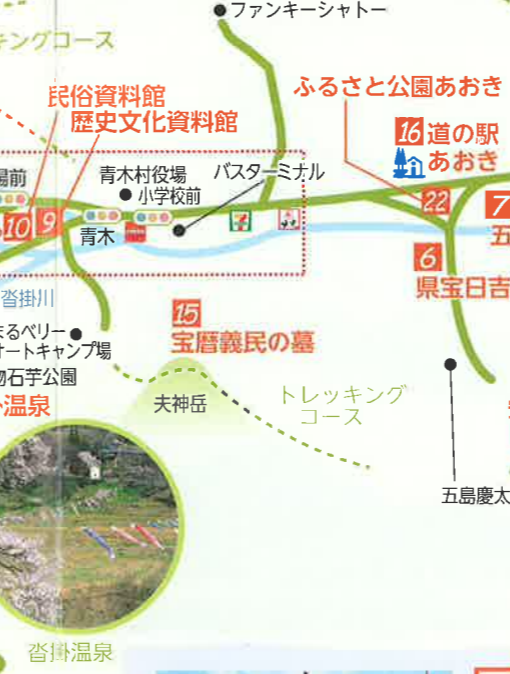 ファンキーシャトー
キングコース
民俗資料館
歴史文化資料館
ふるさと公園あおき
16 道の駅
あおき
場前
青木村役場
小学校前
バスターミナル
10
9
青木
22
7
五
6
県宝日吉
沓掛川
15
宝暦義民の墓
まるベリー
オートキャンプ場
物石芋公園
温泉
夫神岳
トレッキング
コース
五島慶太
沓掛温泉